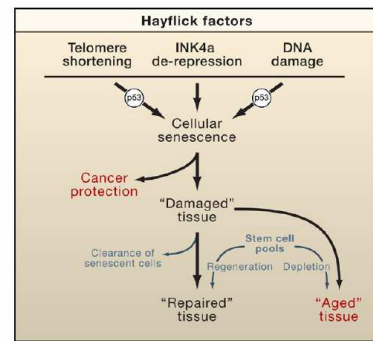 Hayflick factors
Telomere shortening
INK4a de-repression
DNA damage
p53
p53
Cellular senescence
Cancer protection
"Damaged" tissue
Clearance of senescent cells
Stem cell pools
Regeneration
Depletion
"Repaired" tissue
"Aged" tissue